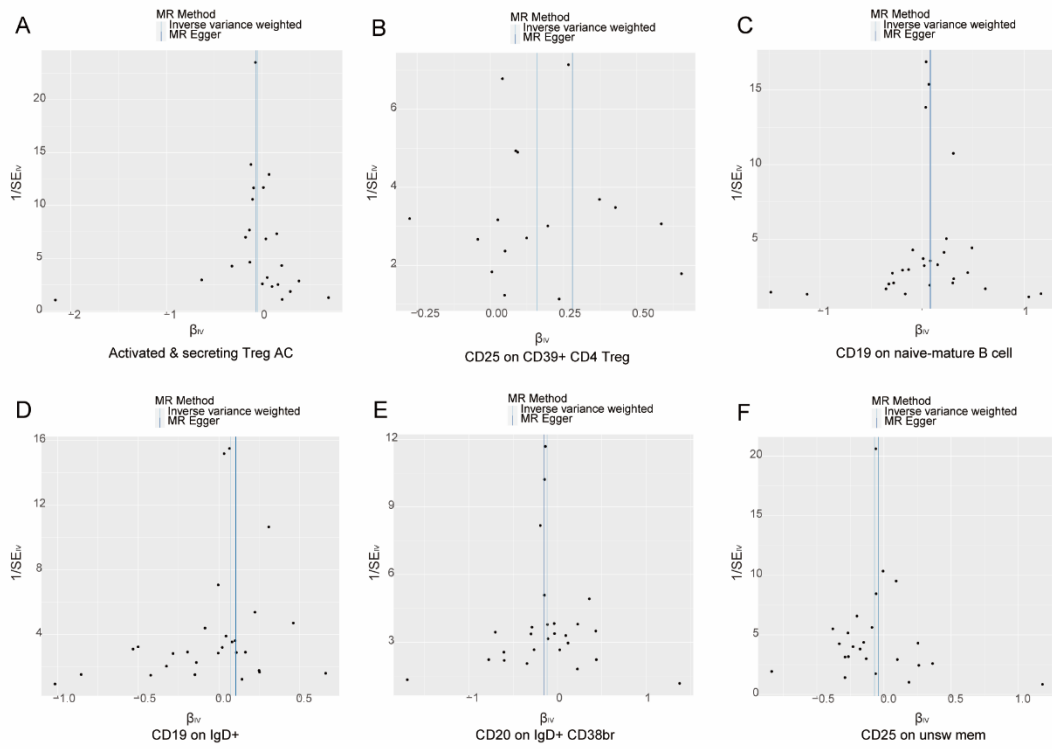 A
MR Method
Inverse variance weighted
MR Egger
1/SEIV
20
15
10
5
0
−2
−1
0
βIV
Activated & secreting Treg AC
B
MR Method
Inverse variance weighted
MR Egger
1/SEIV
6
4
2
−0.25
0.00
0.25
0.50
βIV
CD25 on CD39+ CD4 Treg
C
MR Method
Inverse variance weighted
MR Egger
1/SEIV
15
10
5
−1
0
1
βIV
CD19 on naive-mature B cell
D
MR Method
Inverse variance weighted
MR Egger
1/SEIV
16
12
8
4
−1.0
−0.5
0.0
0.5
βIV
CD19 on IgD+
E
MR Method
Inverse variance weighted
MR Egger
1/SEIV
12
9
6
3
−1
0
1
βIV
CD20 on IgD+ CD38br
F
MR Method
Inverse variance weighted
MR Egger
1/SEIV
20
15
10
5
0
−0.5
0.0
0.5
1.0
βIV
CD25 on unsw mem